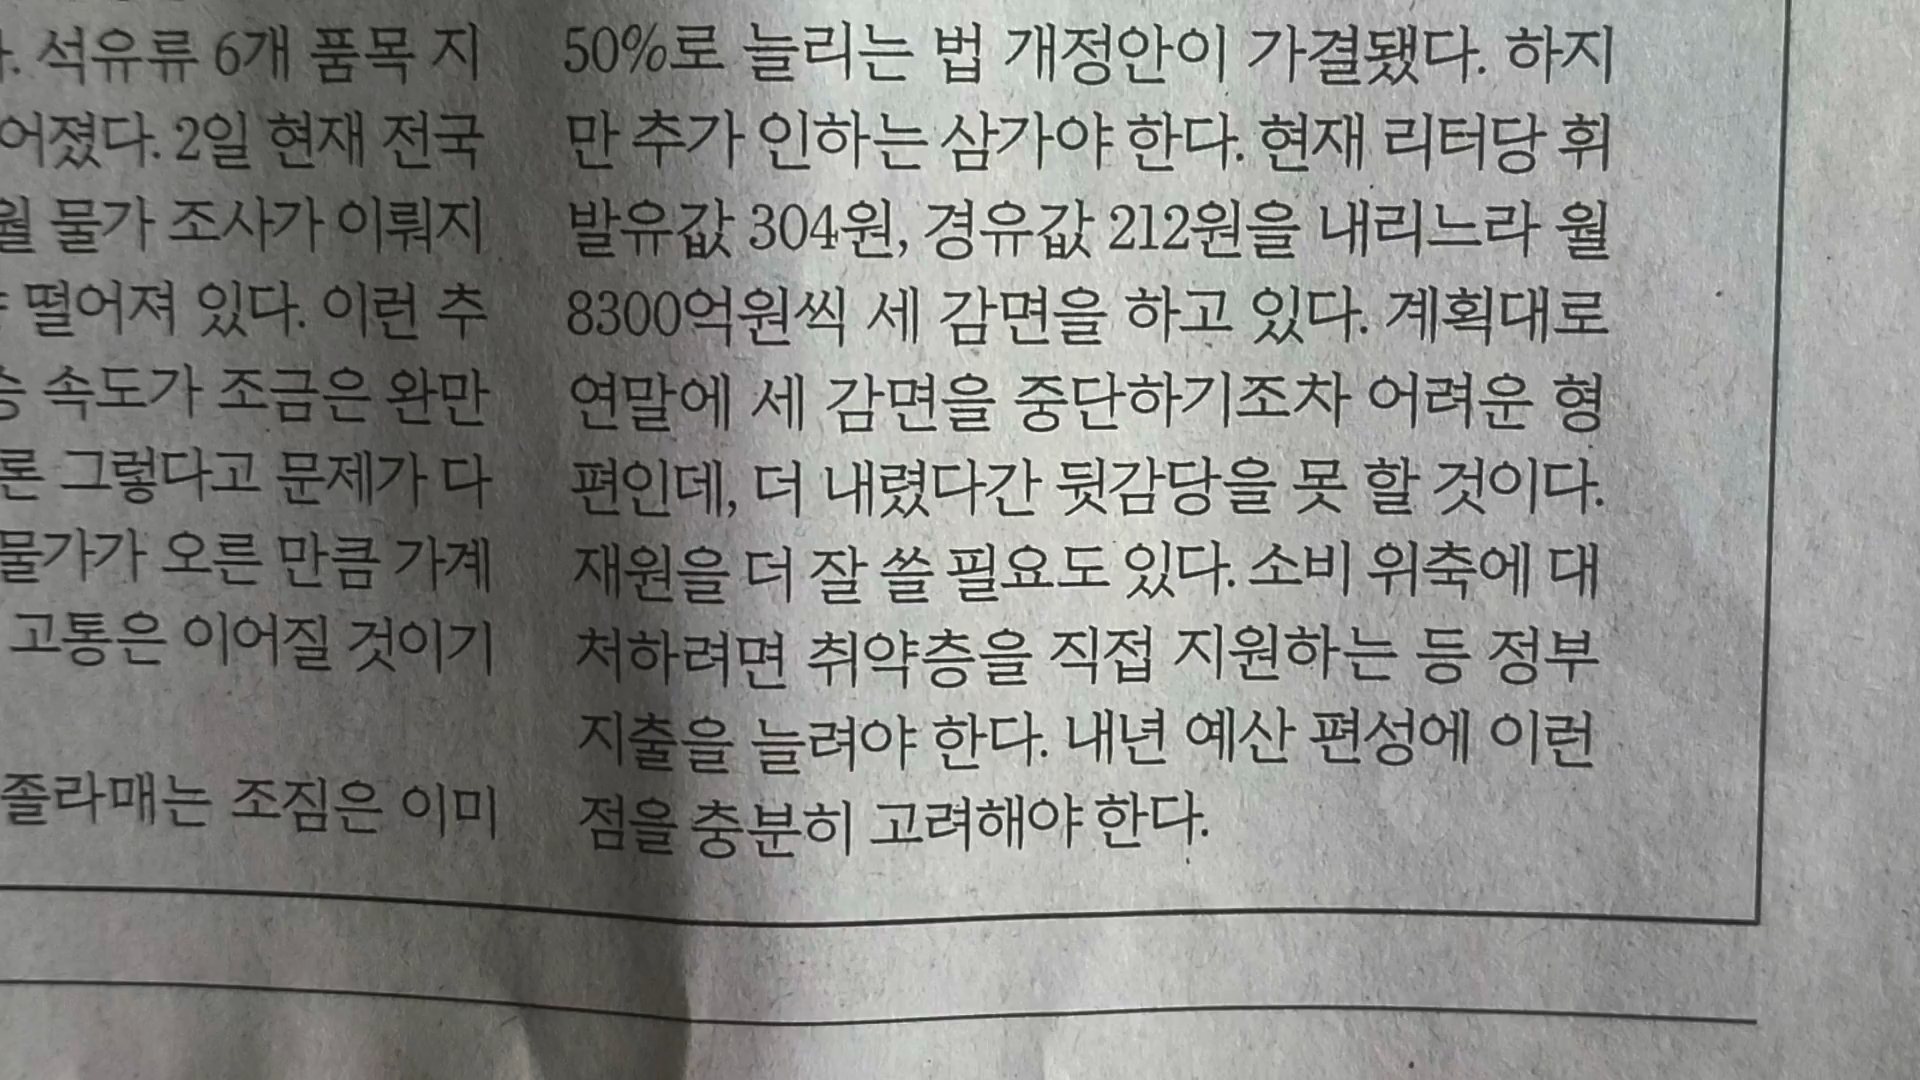 석유류 6개 품목 지
어졌다. 2일 현재 전국
월 물가 조사가 이뤄지
떨어져 있다. 이런 추
속도가 조금은 완만
론 그렇다고 문제가 다
물가가 오른 만큼 가계
고통은 이어질 것이기
졸라매는 조짐은 이미
50%로 늘리는 법 개정안이 가결됐다. 하지
만 추가 인하는 삼가야 한다. 현재 리터당 휘
발유값 304원, 경유값 212원을 내리느라 월
8300억원씩 세 감면을 하고 있다. 계획대로
연말에 세 감면을 중단하기조차 어려운 형
편인데, 더 내렸다간 뒷감당을 못 할 것이다.
재원을 더 잘 쓸 필요도 있다. 소비 위축에 대
처하려면 취약층을 직접 지원하는 등 정부
지출을 늘려야 한다. 내년 예산 편성에 이런
점을 충분히 고려해야 한다.